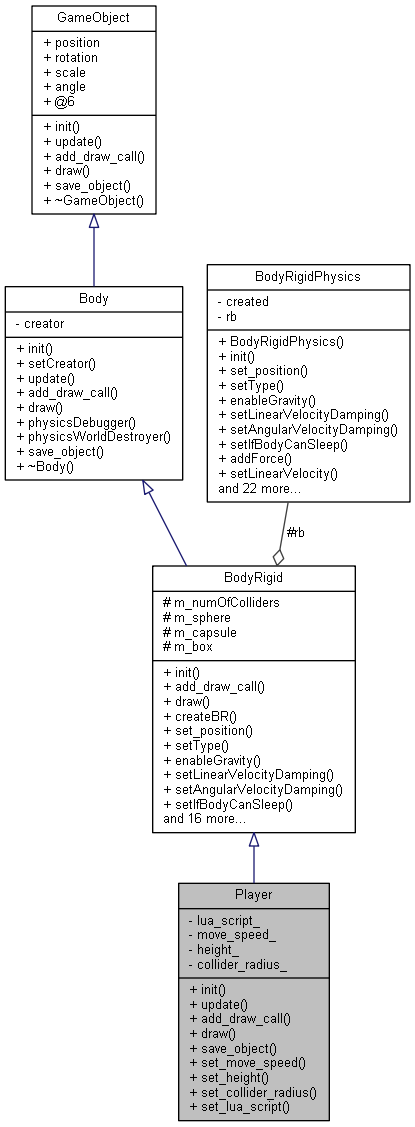 GameObject
+ position
+ rotation
+ scale
+ angle
+ @6
+ init()
+ update()
+ add_draw_call()
+ draw()
+ save_object()
+ ~GameObject()
Body
- creator
+ init()
+ setCreator()
+ update()
+ add_draw_call()
+ draw()
+ physicsDebugger()
+ physicsWorldDestroyer()
+ save_object()
+ ~Body()
BodyRigidPhysics
- created
- rb
+ BodyRigidPhysics()
+ init()
+ set_position()
+ setType()
+ enableGravity()
+ setLinearVelocityDamping()
+ setAngularVelocityDamping()
+ setIfBodyCanSleep()
+ addForce()
+ setLinearVelocity()
and 22 more...
#rb
BodyRigid
# m_numOfColliders
# m_sphere
# m_capsule
# m_box
+ init()
+ add_draw_call()
+ draw()
+ createBR()
+ set_position()
+ setType()
+ enableGravity()
+ setLinearVelocityDamping()
+ setAngularVelocityDamping()
+ setIfBodyCanSleep()
and 16 more...
Player
- lua_script_
- move_speed_
- height_
- collider_radius_
+ init()
+ update()
+ add_draw_call()
+ draw()
+ save_object()
+ set_move_speed()
+ set_height()
+ set_collider_radius()
+ set_lua_script()